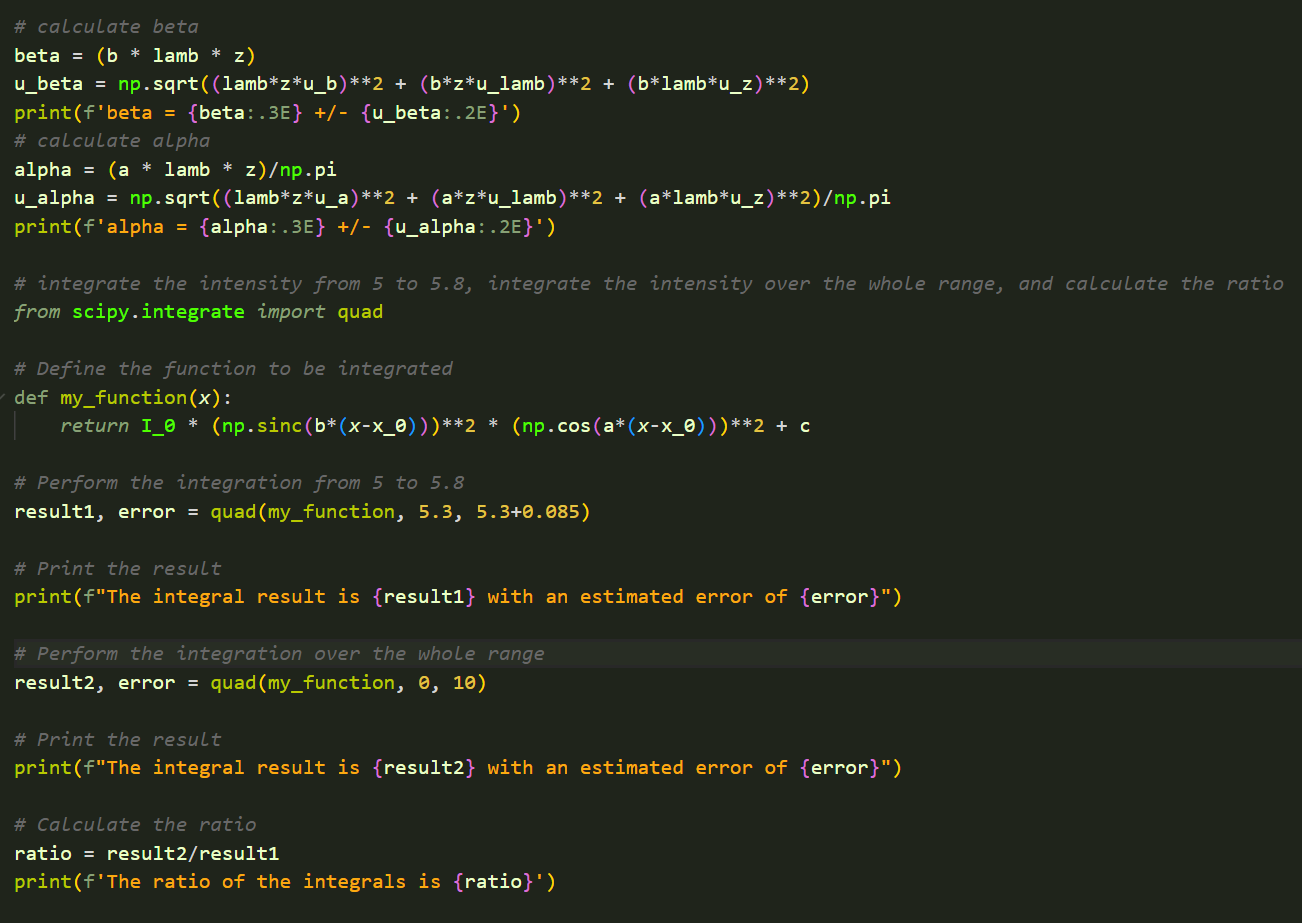 # calculate beta
beta = (b * lamb * z)
u_beta = np.sqrt((lamb*z*u_b)**2 + (b*z*u_lamb)**2 + (b*lamb*u_z)**2)
print(f'beta = {beta:.3E} +/- {u_beta:.2E}')
# calculate alpha
alpha = (a * lamb * z)/np.pi
u_alpha = np.sqrt((lamb*z*u_a)**2 + (a*z*u_lamb)**2 + (a*lamb*u_z)**2)/np.pi
print(f'alpha = {alpha:.3E} +/- {u_alpha:.2E}')
# integrate the intensity from 5 to 5.8, integrate the intensity over the whole range, and calculate the ratio
from scipy.integrate import quad
# Define the function to be integrated
def my_function(x):
    return I_0 * (np.sinc(b*(x-x_0)))**2 * (np.cos(a*(x-x_0)))**2 + c
# Perform the integration from 5 to 5.8
result1, error = quad(my_function, 5.3, 5.3+0.085)
# Print the result
print(f"The integral result is {result1} with an estimated error of {error}")
# Perform the integration over the whole range
result2, error = quad(my_function, 0, 10)
# Print the result
print(f"The integral result is {result2} with an estimated error of {error}")
# Calculate the ratio
ratio = result2/result1
print(f'The ratio of the integrals is {ratio}')